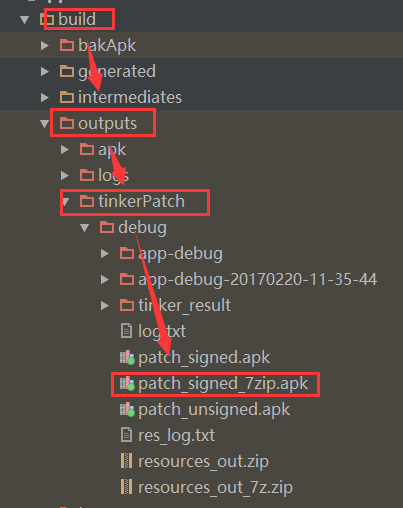 build
bakApk
generated
intermediates
outputs
apk
logs
tinkerPatch
debug
app-debug
app-debug-20170220-11-35-44
tinker_result
log.txt
patch_signed.apk
patch_signed_7zip.apk
patch_unsigned.apk
res_log.txt
resources_out.zip
resources_out_7z.zip